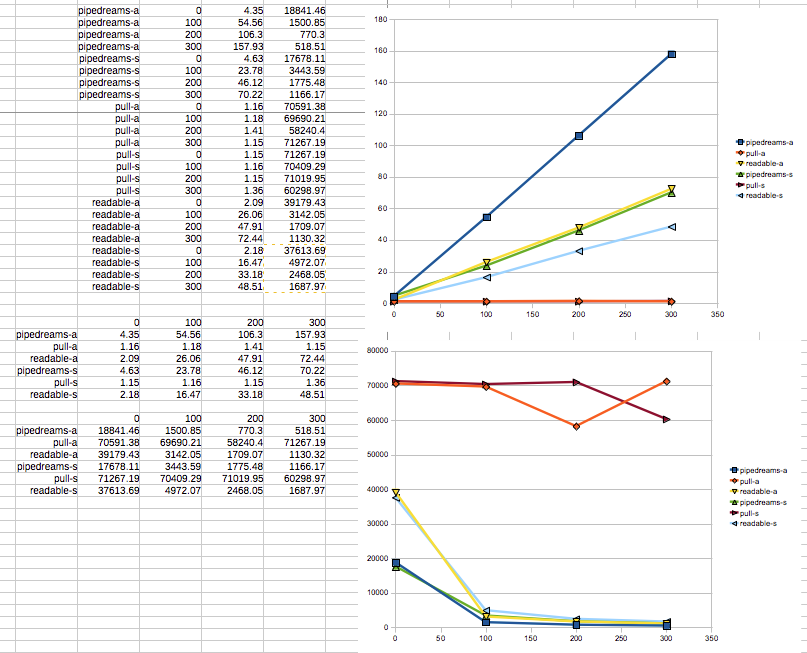 pipedreams-a 0 4.35 18841.46
pipedreams-a 100 54.56 1500.85
pipedreams-a 200 106.3 770.3
pipedreams-a 300 157.93 518.51
pipedreams-s 0 4.63 17678.11
pipedreams-s 100 23.78 3443.59
pipedreams-s 200 46.12 1775.48
pipedreams-s 300 70.22 1166.17
pull-a 0 1.16 70591.38
pull-a 100 1.18 69690.21
pull-a 200 1.41 58240.4
pull-a 300 1.15 71267.19
pull-s 0 1.15 71267.19
pull-s 100 1.16 70409.29
pull-s 200 1.15 71019.95
pull-s 300 1.36 60298.97
readable-a 0 2.09 39179.43
readable-a 100 26.06 3142.05
readable-a 200 47.91 1709.07
readable-a 300 72.44 1130.32
readable-s 0 2.18 37613.69
readable-s 100 16.47 4972.07
readable-s 200 33.18 2468.05
readable-s 300 48.51 1687.97
0 100 200 300
pipedreams-a 4.35 54.56 106.3 157.93
pull-a 1.16 1.18 1.41 1.15
readable-a 2.09 26.06 47.91 72.44
pipedreams-s 4.63 23.78 46.12 70.22
pull-s 1.15 1.16 1.15 1.36
readable-s 2.18 16.47 33.18 48.51
0 100 200 300
pipedreams-a 18841.46 1500.85 770.3 518.51
pull-a 70591.38 69690.21 58240.4 71267.19
readable-a 39179.43 3142.05 1709.07 1130.32
pipedreams-s 17678.11 3443.59 1775.48 1166.17
pull-s 71267.19 70409.29 71019.95 60298.97
readable-s 37613.69 4972.07 2468.05 1687.97
180
160
140
120
100
80
60
40
20
0
0 50 100 150 200 250 300 350
pipedreams-a
pull-a
readable-a
pipedreams-s
pull-s
readable-s
80000
70000
60000
50000
40000
30000
20000
10000
0
0 50 100 150 200 250 300 350
pipedreams-a
pull-a
readable-a
pipedreams-s
pull-s
readable-s